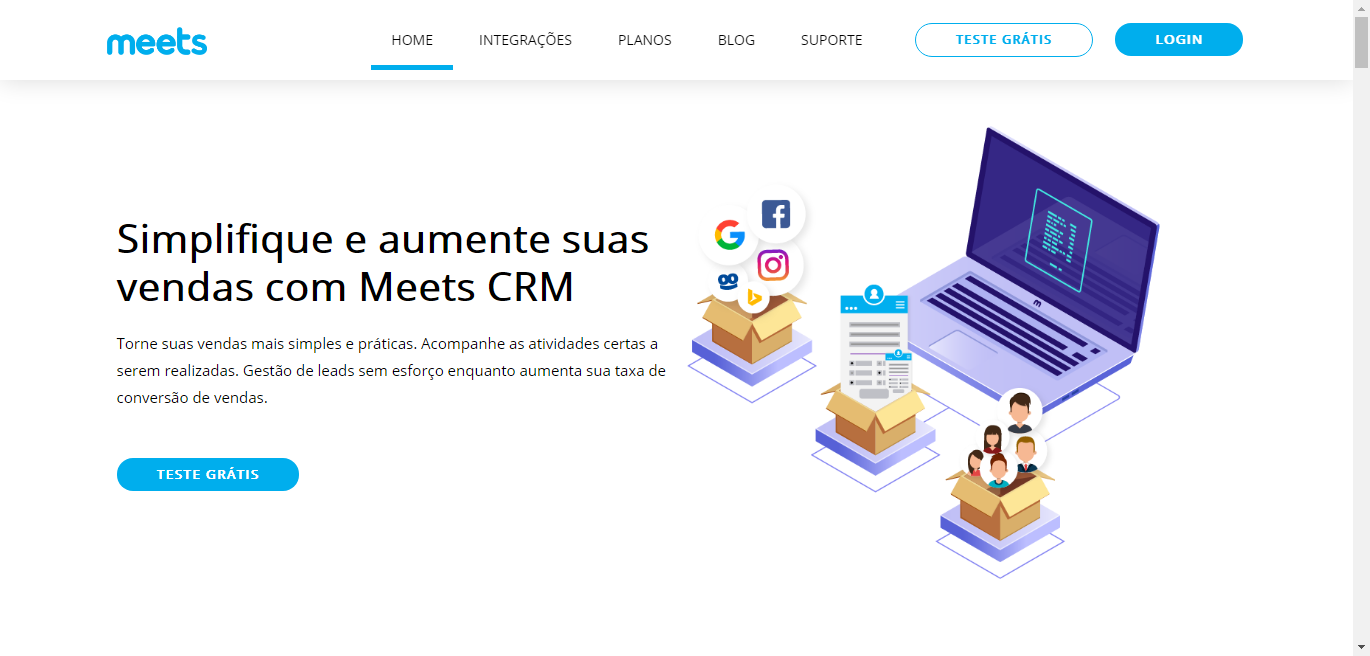 meets
HOME
INTEGRAÇÕES
PLANOS
BLOG
SUPORTE
TESTE GRÁTIS
LOGIN
Simplifique e aumente suas
vendas com Meets CRM
Torne suas vendas mais simples e práticas. Acompanhe as atividades certas a
serem realizadas. Gestão de leads sem esforço enquanto aumenta sua taxa de
conversão de vendas.
TESTE GRÁTIS